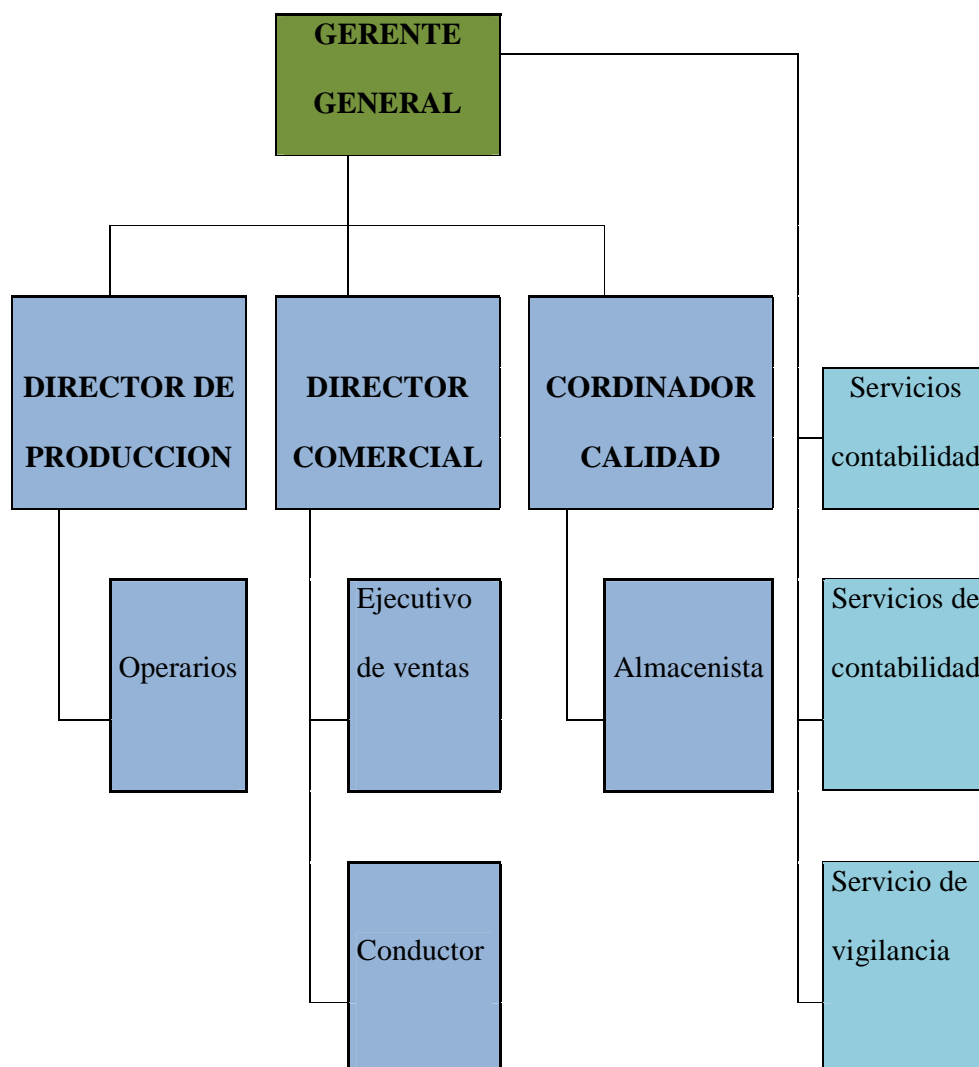 GERENTE
GENERAL
DIRECTOR DE
PRODUCCION
DIRECTOR
COMERCIAL
CORDINADOR
CALIDAD
Servicios
contabilidad
Operarios
Ejecutivo
de ventas
Almacenista
Servicios de
contabilidad
Conductor
Servicio de
vigilancia